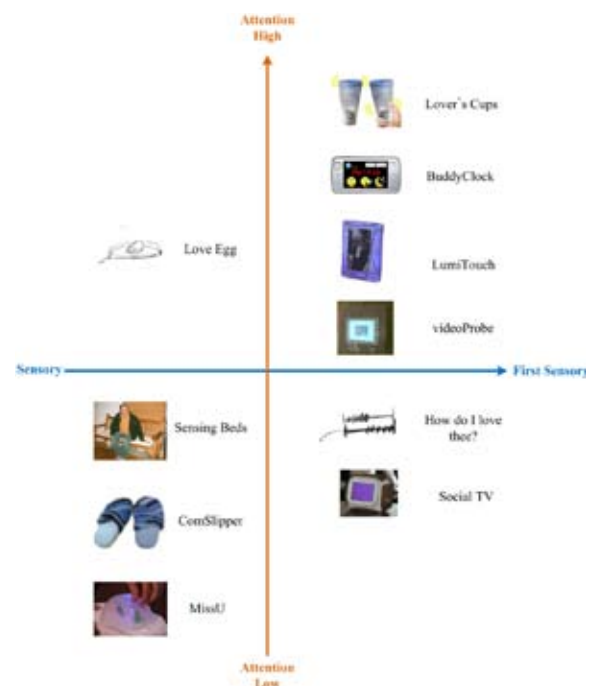 Attention
High
Lover`s Cups
BuddyClock
Love Egg
LumiTouch
videoProbe
Sensory
First Sensory
Sensing Beds
How do I love
thee?
Social TV
ComSlipper
MissU
Attention
Low